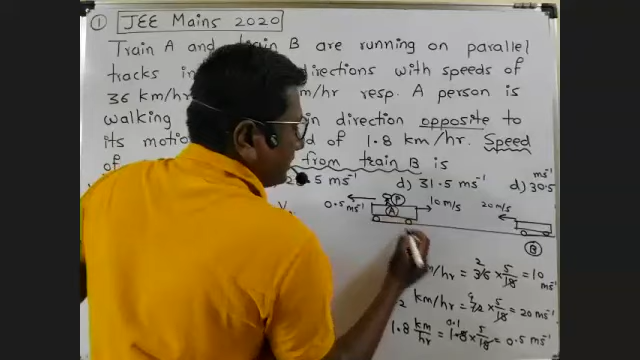 ① JEE Mains 2020
Train A and train B are running on parallel
tracks in directions with speeds of
36 km/hr km/hr resp. A person is
walking in direction opposite to
its motion of 1.8 km/hr. Speed
of from train B is
.5 ms⁻¹ d) 31.5 ms⁻¹ d) 30.5 ms⁻¹
0.5 ms⁻¹ P A 10 m/s 20 m/s B
km/hr = 36 × 5/18 = 10 ms⁻¹
2 km/hr = 72 × 5/18 = 20 ms⁻¹
1.8 km/hr = 1.8 × 5/18 = 0.5 ms⁻¹